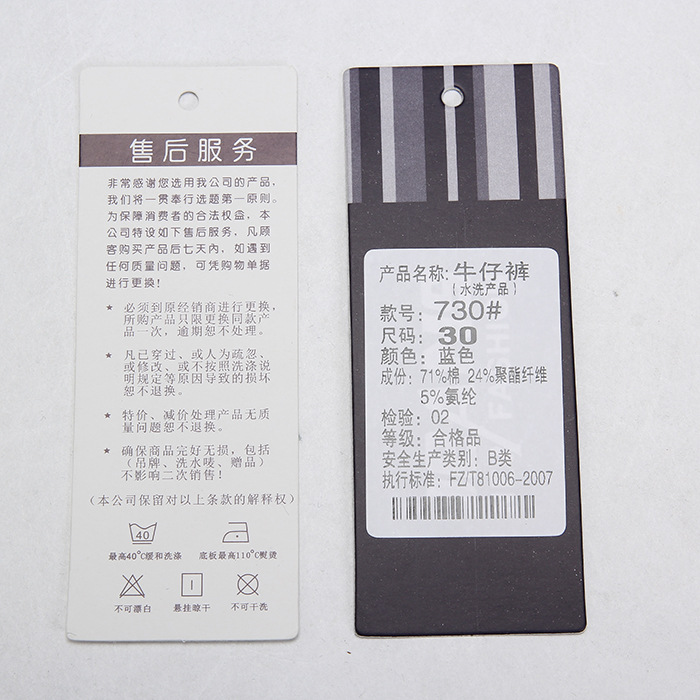 售后服务
非常感谢您选用我公司的产品,
我们将一贯奉行选题第一原则。
为保障消费者的合法权益,本
公司特设如下售后服务,凡顾
客购买产品后七天内,如遇到
任何质量问题,可凭购物单据
进行更换!
★ 必须到原经销商进行更换,
所购产品只限更换同款产
品一次,逾期恕不处理。
★ 凡已穿过、或人为疏忽、
或修改、或不按照洗涤说
明规定等原因导致的损坏
恕不退换。
★ 特价、减价处理产品无质
量问题恕不退换。
★ 确保商品完好无损,包括
(吊牌、洗水唛、赠品)
不影响二次销售!
(本公司保留对以上条款的解释权)
40
最高40°C缓和洗涤 底板最高110°C熨烫
不可漂白 悬挂晾干 不可干洗
产品名称: 牛仔裤
(水洗产品)
款号: 730#
尺码: 30
颜色: 蓝色
成份: 71%棉 24%聚酯纤维
5%氨纶
检验: 02
等级: 合格品
安全生产类别: B类
执行标准: FZ/T81006-2007